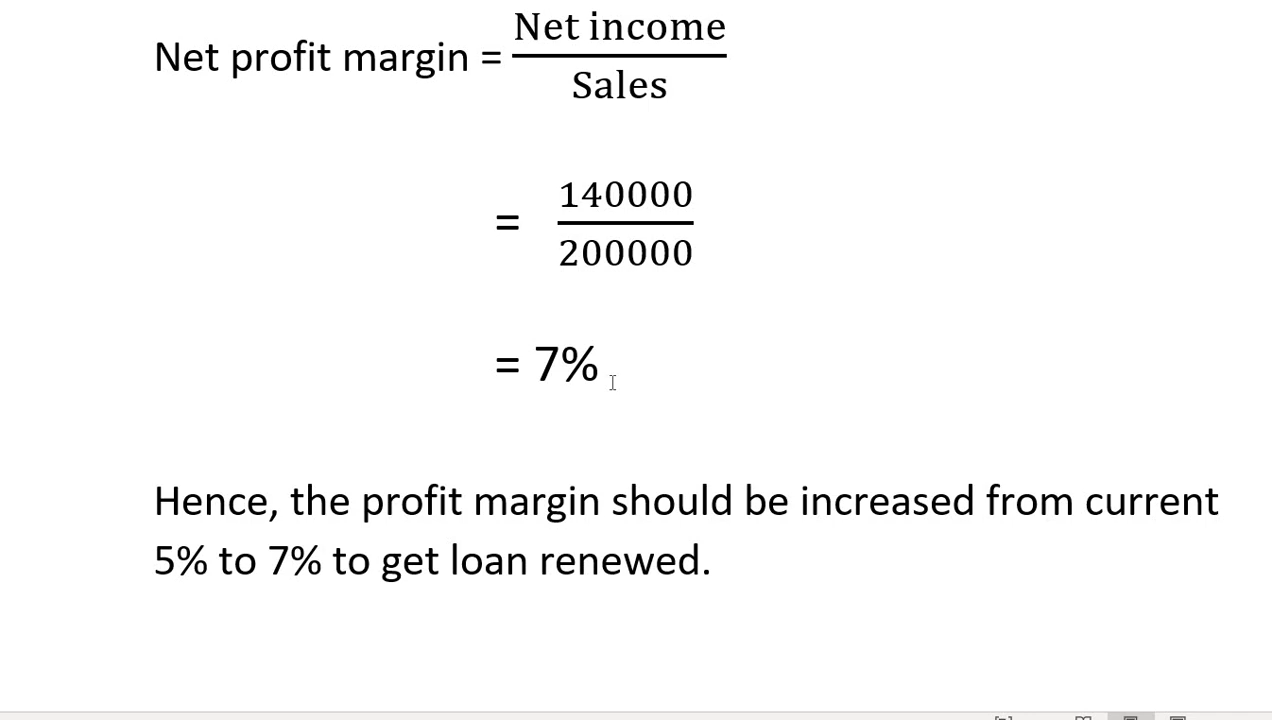 Net profit margin = Net income
Sales
= 140000
200000
= 7%
Hence, the profit margin should be increased from current
5% to 7% to get loan renewed.